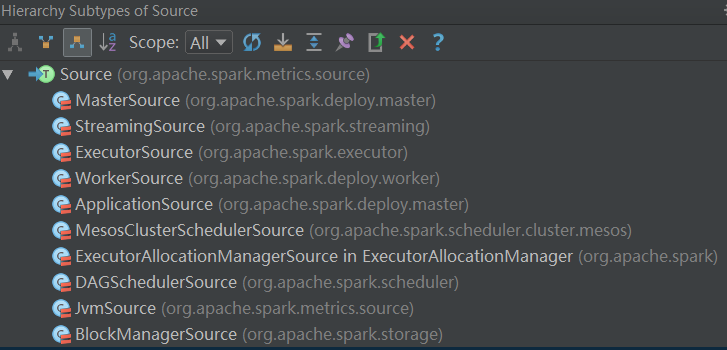 Hierarchy Subtypes of Source
Scope: All
Source (org.apache.spark.metrics.source)
MasterSource (org.apache.spark.deploy.master)
StreamingSource (org.apache.spark.streaming)
ExecutorSource (org.apache.spark.executor)
WorkerSource (org.apache.spark.deploy.worker)
ApplicationSource (org.apache.spark.deploy.master)
MesosClusterSchedulerSource (org.apache.spark.scheduler.cluster.mesos)
ExecutorAllocationManagerSource in ExecutorAllocationManager (org.apache.spark)
DAGSchedulerSource (org.apache.spark.scheduler)
JvmSource (org.apache.spark.metrics.source)
BlockManagerSource (org.apache.spark.storage)